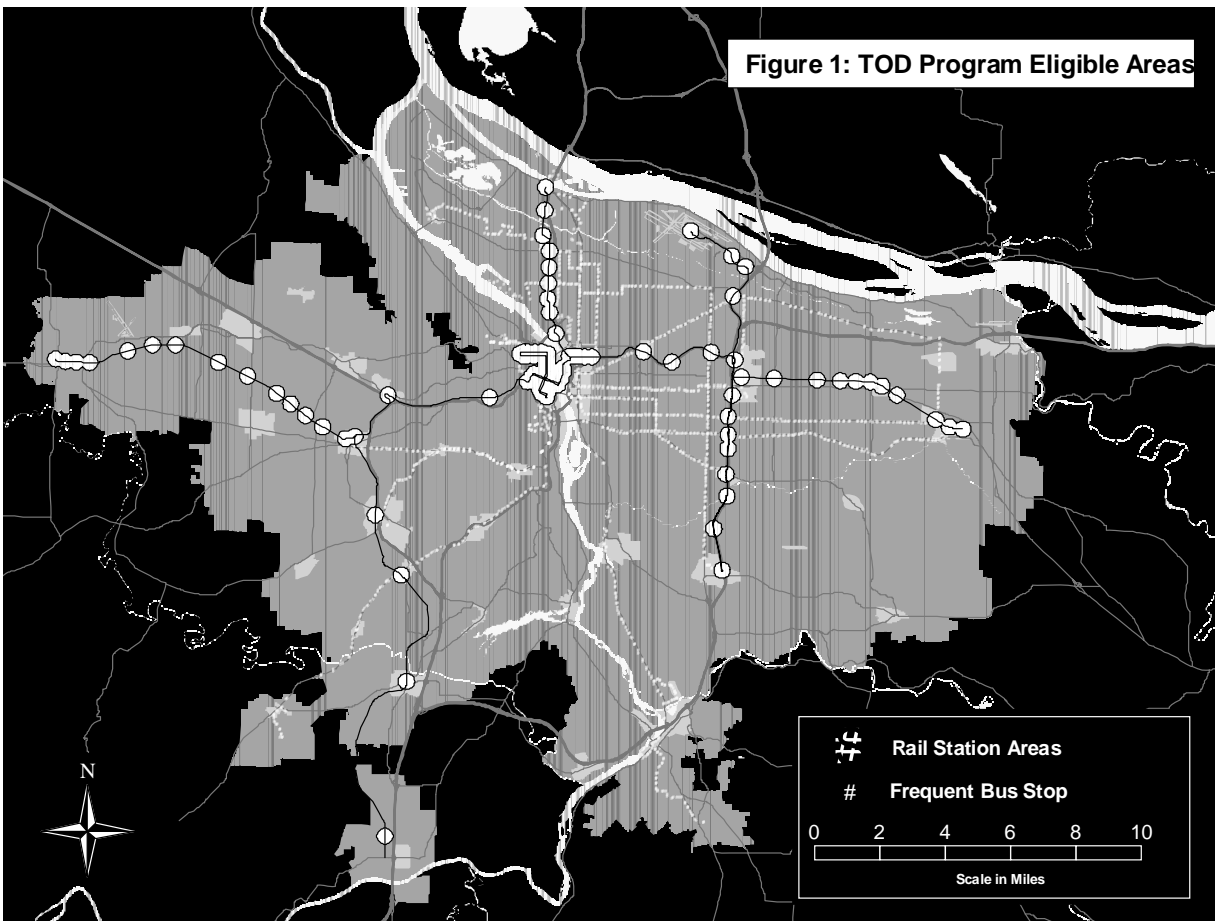 Figure 1: TOD Program Eligible Areas
N
Rail Station Areas
# Frequent Bus Stop
0 2 4 6 8 10
Scale in Miles